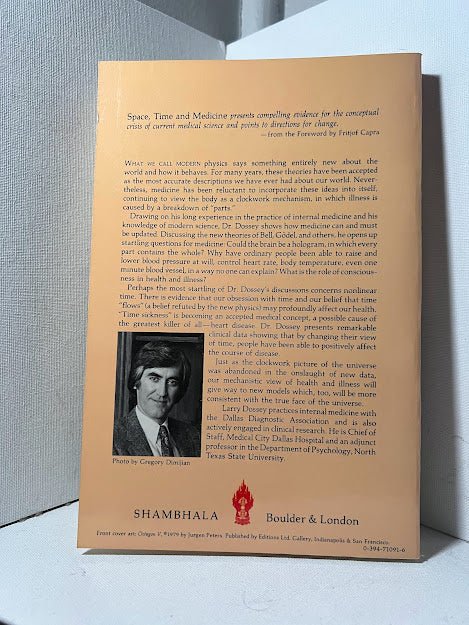 Space, Time and Medicine presents compelling evidence for the conceptual
crisis of current medical science and points to directions for change.
—from the Foreword by Fritjof Capra
WHAT WE CALL MODERN physics says something entirely new about the
world and how it behaves. For many years, these theories have been accepted
as the most accurate descriptions we have ever had about our world. Never-
theless, medicine has been reluctant to incorporate these ideas into itself,
continuing to view the body as a clockwork mechanism, in which illness is
caused by a breakdown of "parts."
Drawing on his long experience in the practice of internal medicine and his
knowledge of modern science, Dr. Dossey shows how medicine can and must
be updated. Discussing the new theories of Bell, Gödel, and others, he opens up
startling questions for medicine: Could the brain be a hologram, in which every
part contains the whole? Why have ordinary people been able to raise and
lower blood pressure at will, control heart rate, body temperature, even one
minute blood vessel, in a way no one can explain? What is the role of conscious-
ness in health and illness?
Perhaps the most startling of Dr. Dossey's discussions concerns nonlinear
time. There is evidence that our obsession with time and our belief that time
"flows" (a belief refuted by the new physics) may profoundly affect our health.
"Time sickness" is becoming an accepted medical concept, a possible cause of
the greatest killer of all—heart disease. Dr. Dossey presents remarkable
clinical data showing that by changing their view
of time, people have been able to positively affect
the course of disease.
Just as the clockwork picture of the universe
was abandoned in the onslaught of new data,
our mechanistic view of health and illness will
give way to new models which, too, will be more
consistent with the true face of the universe.
Larry Dossey practices internal medicine with
the Dallas Diagnostic Association and is also
actively engaged in clinical research. He is Chief of
Staff, Medical City Dallas Hospital and an adjunct
professor in the Department of Psychology, North
Texas State University.
Photo by Gregory Dimijian
SHAMBHALA Boulder & London
Front cover art: Octagon V, ©1979 by Jurgen Peters. Published by Editions Ltd. Gallery, Indianapolis & San Francisco.
0-394-71091-6